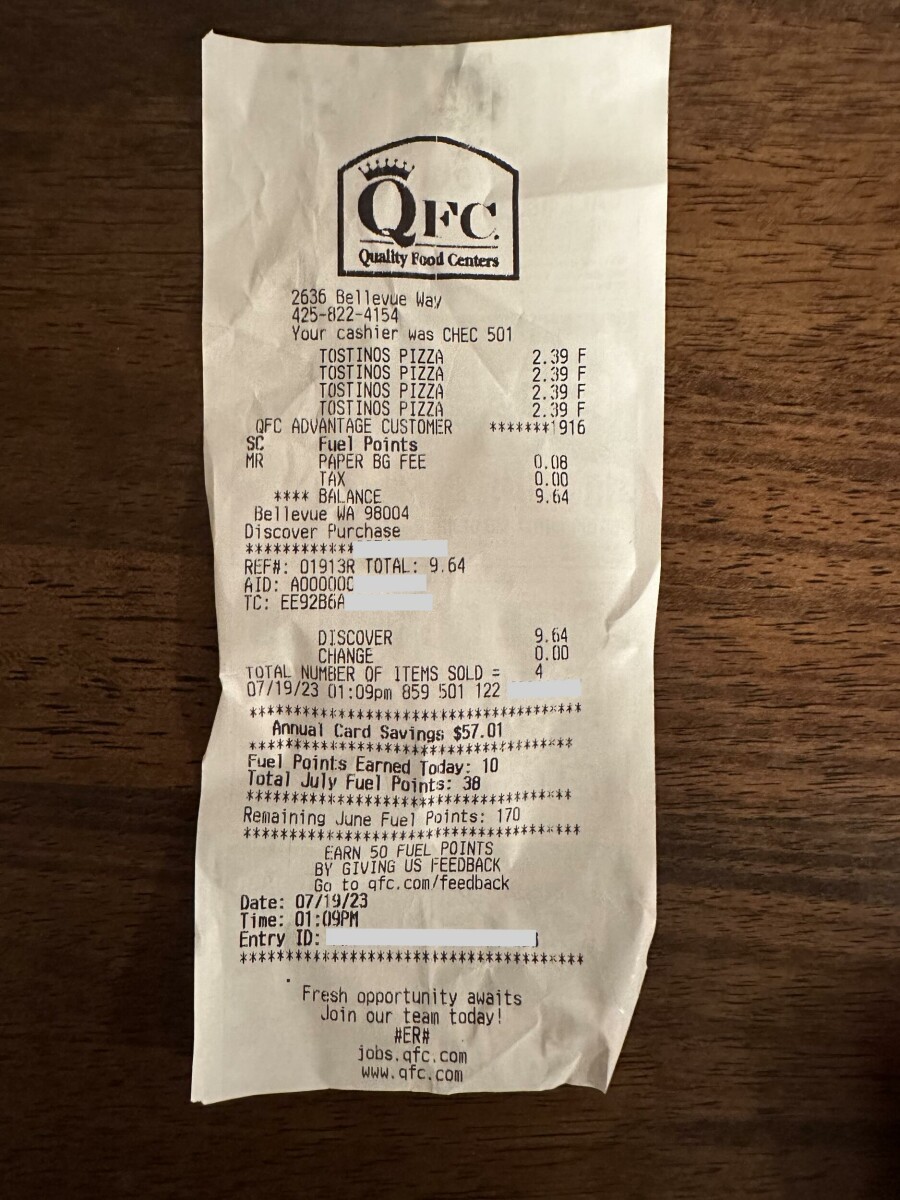 QFC.
Quality Food Centers
2636 Bellevue Way
425-822-4154
Your cashier was CHEC 501
TOSTINOS PIZZA 2.39 F
TOSTINOS PIZZA 2.39 F
TOSTINOS PIZZA 2.39 F
TOSTINOS PIZZA 2.39 F
QFC ADVANTAGE CUSTOMER *******1916
SC Fuel Points
MR PAPER BG FEE 0.08
TAX 0.00
**** BALANCE 9.64
Bellevue WA 98004
Discover Purchase
************
REF#: 01913R TOTAL: 9.64
AID: A000000
TC: EE92B6A
DISCOVER 9.64
CHANGE 0.00
TOTAL NUMBER OF ITEMS SOLD = 4
07/19/23 01:09pm 859 501 122
************************************
Annual Card Savings $57.01
***********************************
Fuel Points Earned Today: 10
Total July Fuel Points: 38
***********************************
Remaining June Fuel Points: 170
************************************
EARN 50 FUEL POINTS
BY GIVING US FEEDBACK
Go to qfc.com/feedback
Date: 07/19/23
Time: 01:09PM
Entry ID:
*************************************
Fresh opportunity awaits
Join our team today!
#ER#
jobs.qfc.com
www.qfc.com